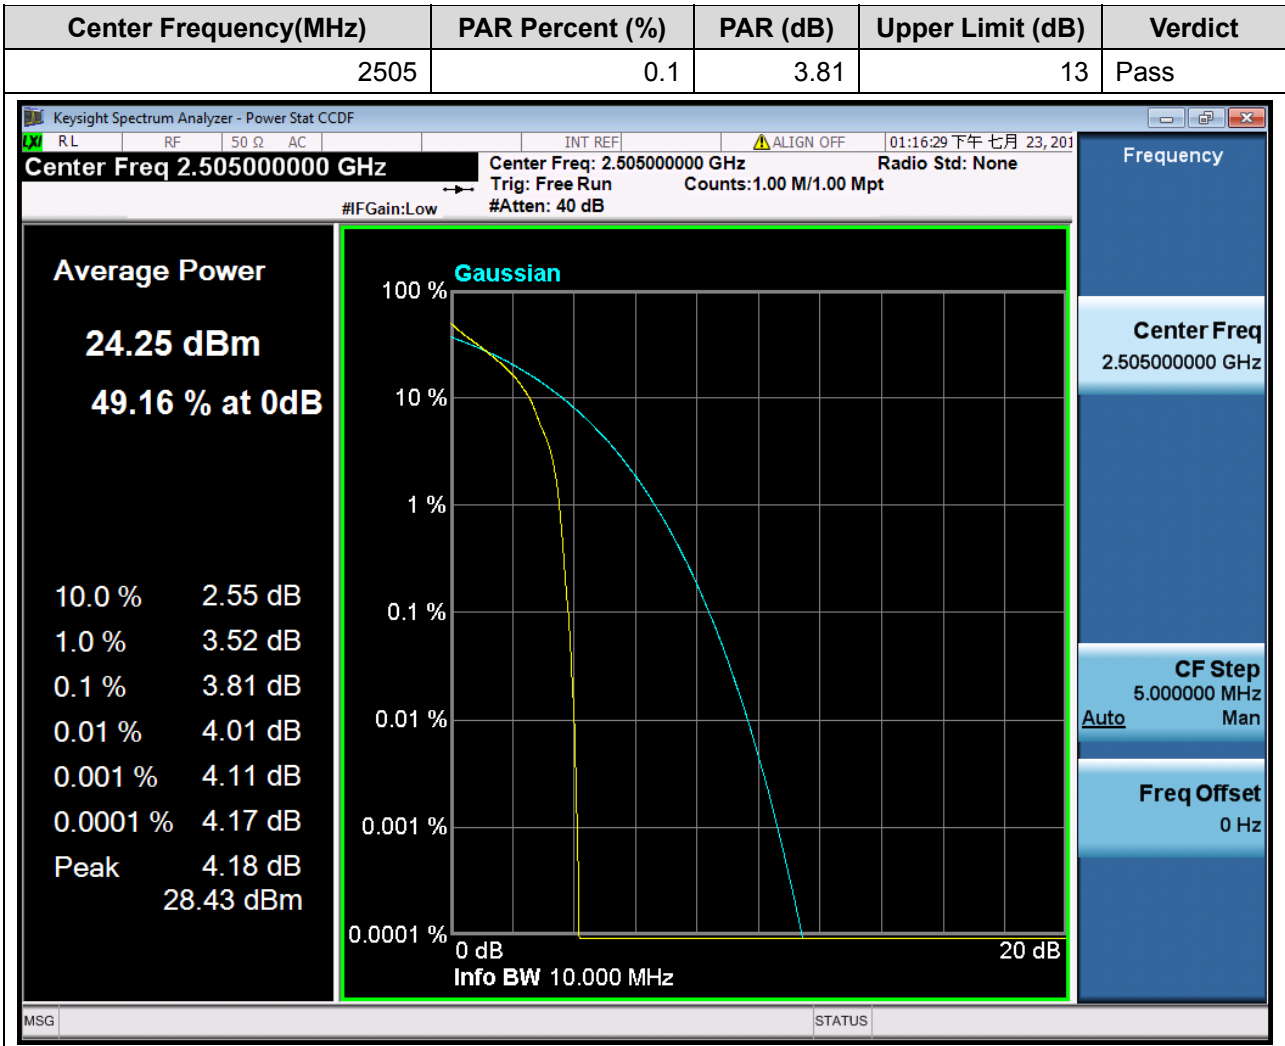 Center Frequency(MHz) PAR Percent (%) PAR (dB) Upper Limit (dB) Verdict
2505 0.1 3.81 13 Pass
Keysight Spectrum Analyzer - Power Stat CCDF
LXI RL RF 50 Ω AC INT REF ALIGN OFF 01:16:29 下午 七月 23, 201
Center Freq 2.505000000 GHz
Center Freq: 2.505000000 GHz Radio Std: None
Trig: Free Run Counts:1.00 M/1.00 Mpt
#IFGain:Low #Atten: 40 dB
Frequency
Average Power
24.25 dBm
49.16 % at 0dB
10.0 % 2.55 dB
1.0 % 3.52 dB
0.1 % 3.81 dB
0.01 % 4.01 dB
0.001 % 4.11 dB
0.0001 % 4.17 dB
Peak 4.18 dB
28.43 dBm
Gaussian
100 %
10 %
1 %
0.1 %
0.01 %
0.001 %
0.0001 %
0 dB 20 dB
Info BW 10.000 MHz
Center Freq
2.505000000 GHz
CF Step
5.000000 MHz
Auto Man
Freq Offset
0 Hz
MSG STATUS